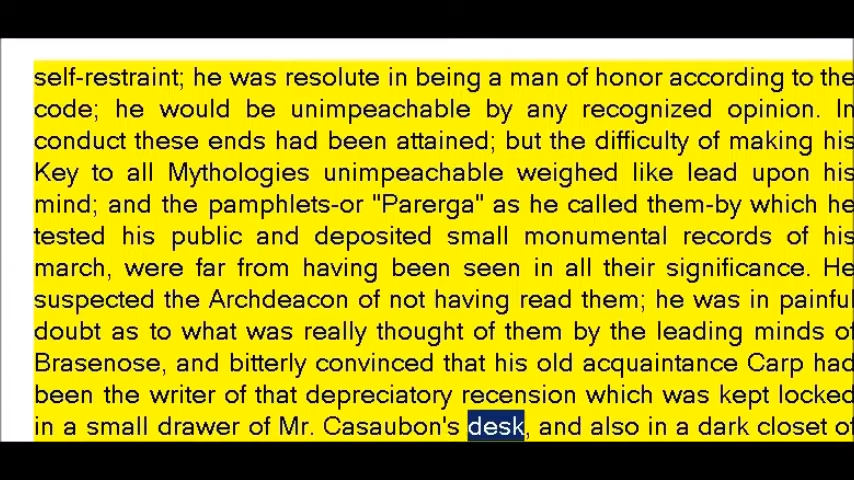 self-restraint; he was resolute in being a man of honor according to the
code; he would be unimpeachable by any recognized opinion. In
conduct these ends had been attained; but the difficulty of making his
Key to all Mythologies unimpeachable weighed like lead upon his
mind; and the pamphlets-or "Parerga" as he called them-by which he
tested his public and deposited small monumental records of his
march, were far from having been seen in all their significance. He
suspected the Archdeacon of not having read them; he was in painful
doubt as to what was really thought of them by the leading minds of
Brasenose, and bitterly convinced that his old acquaintance Carp had
been the writer of that depreciatory recension which was kept locked
in a small drawer of Mr. Casaubon's desk, and also in a dark closet of